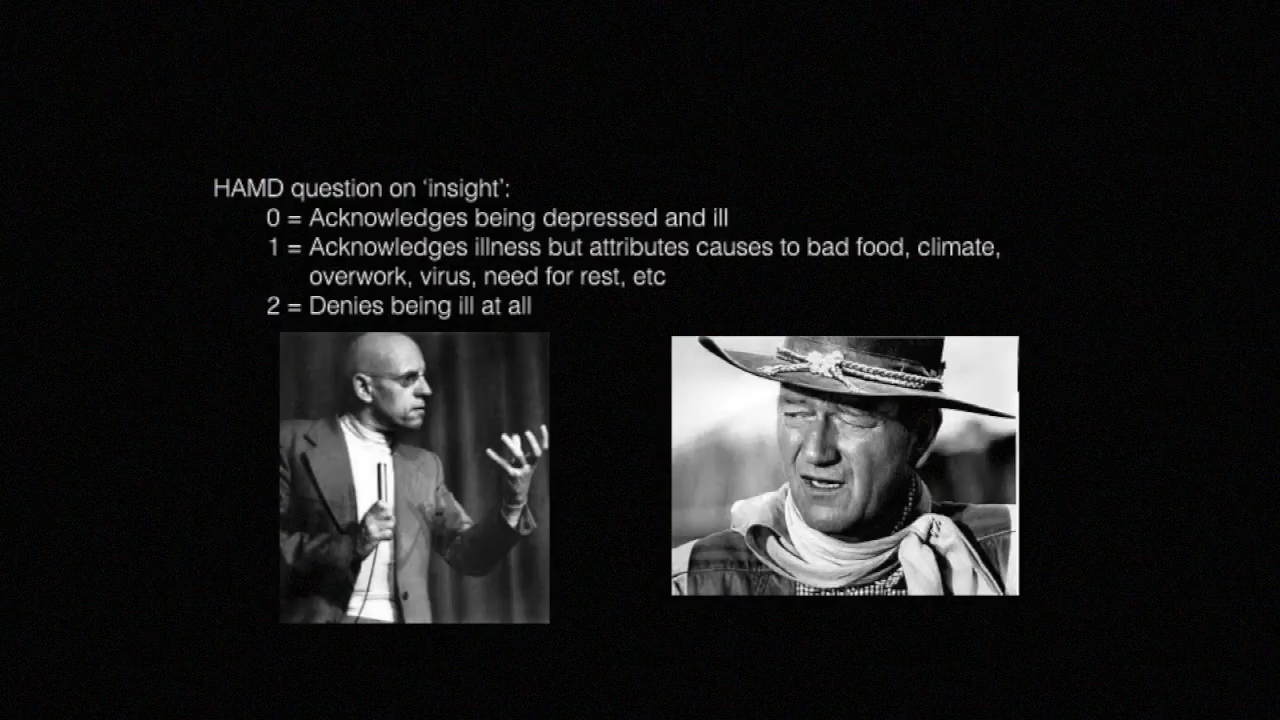 HAMD question on ‘insight’:
0 = Acknowledges being depressed and ill
1 = Acknowledges illness but attributes causes to bad food, climate,
overwork, virus, need for rest, etc
2 = Denies being ill at all